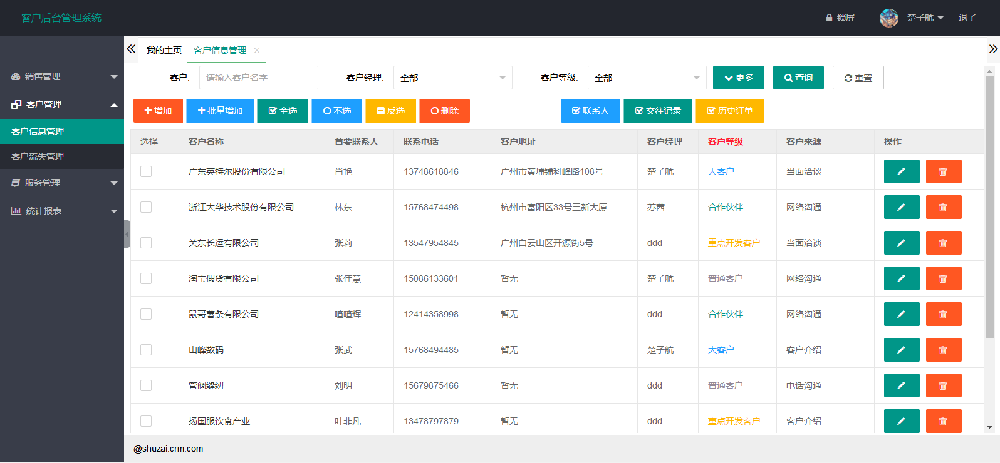 客户后台管理系统 锁屏 楚子航 退了
我的主页 客户信息管理
销售管理
客户管理
客户信息管理
客户流失管理
服务管理
统计报表
客户: 请输入客户名字 客户经理: 全部 客户等级: 全部 更多 查询 重置
增加 批量增加 全选 不选 反选 删除 联系人 交往记录 历史订单
选择 客户名称 首要联系人 联系电话 客户地址 客户经理 客户等级 客户来源 操作
广东英特尔股份有限公司 肖艳 13748618846 广州市黄埔铺科峰路108号 楚子航 大客户 当面洽谈
浙江大华技术股份有限公司 林东 15768474498 杭州市富阳区33号三新大厦 苏茜 合作伙伴 网络沟通
关东长运有限公司 张莉 13547954845 广州白云山区开源街5号 ddd 重点开发客户 当面洽谈
淘宝假货有限公司 张佳慧 15086133601 暂无 楚子航 普通客户 网络沟通
鼠哥薯条有限公司 喳喳辉 12414358998 暂无 ddd 合作伙伴 网络沟通
山峰数码 张武 15768494485 暂无 楚子航 大客户 客户介绍
管阀缝纫 刘明 15679875466 暂无 ddd 普通客户 电话沟通
扬国服饮食产业 叶非凡 13478797879 暂无 ddd 重点开发客户 客户介绍
@shuzai.crm.com